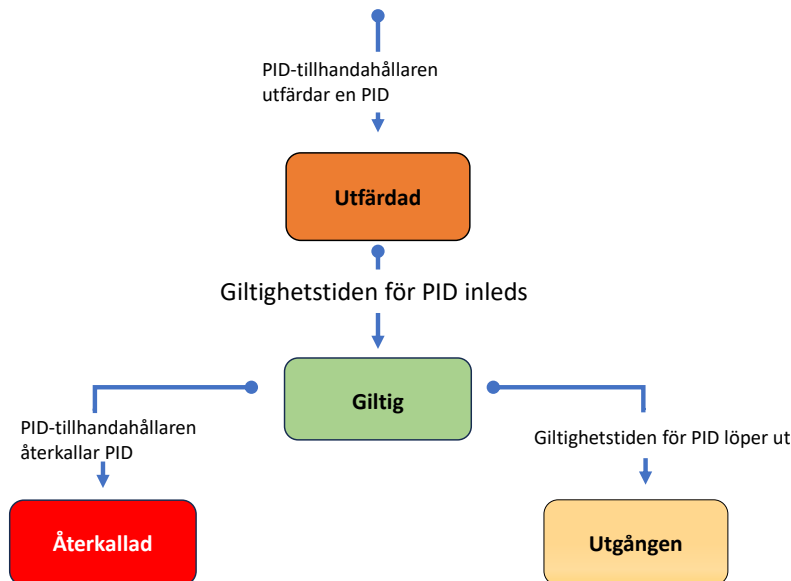 PID-tillhandahållaren
utfärdar en PID
Utfärdad
Giltighetstiden för PID inleds
Giltig
PID-tillhandahållaren
återkallar PID
Giltighetstiden för PID löper ut
Återkallad
Utgången